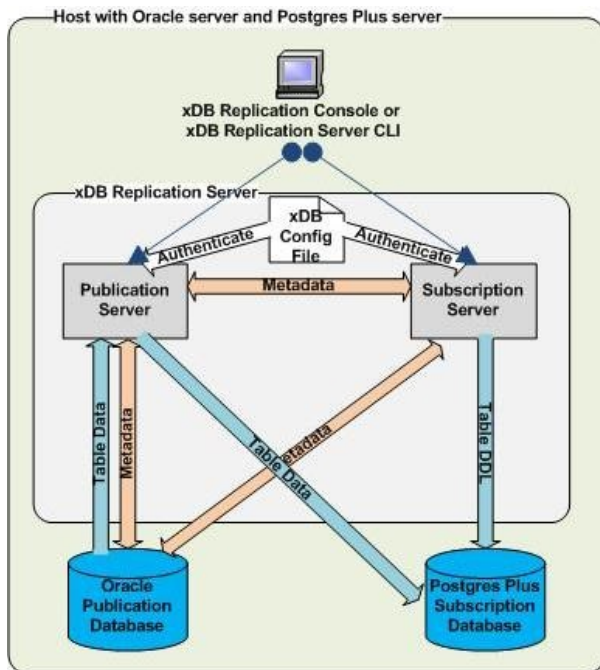 Host with Oracle server and Postgres Plus server
xDB Replication Console or
xDB Replication Server CLI
xDB Replication Server
xDB
Config
File
Authenticate
Authenticate
Publication
Server
Metadata
Subscription
Server
Table Data
Metadata
Table Data
etadata
Table DDL
Oracle
Publication
Database
Postgres Plus
Subscription
Database